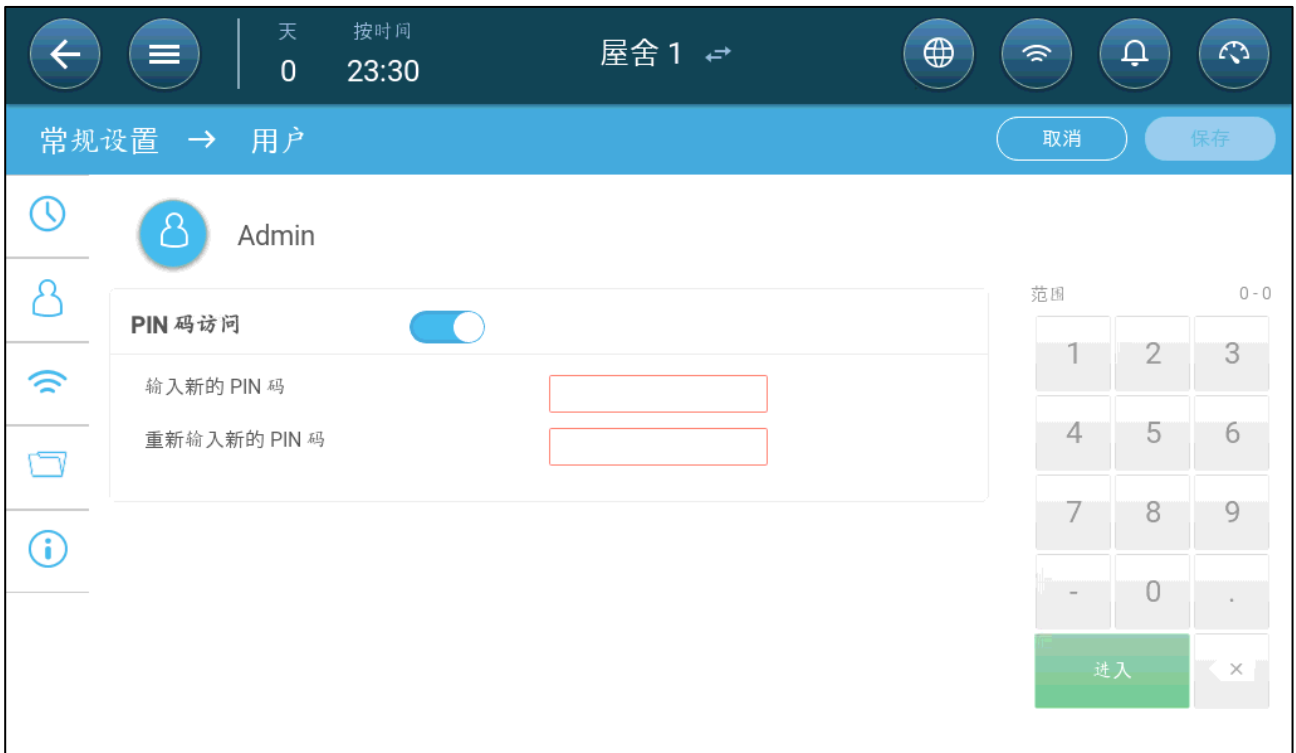 天 按时间
0 23:30
屋舍 1
常规设置 → 用户
取消
保存
Admin
PIN 码访问
输入新的 PIN 码
重新输入新的 PIN 码
范围 0 - 0
1 2 3
4 5 6
7 8 9
- 0 .
进入